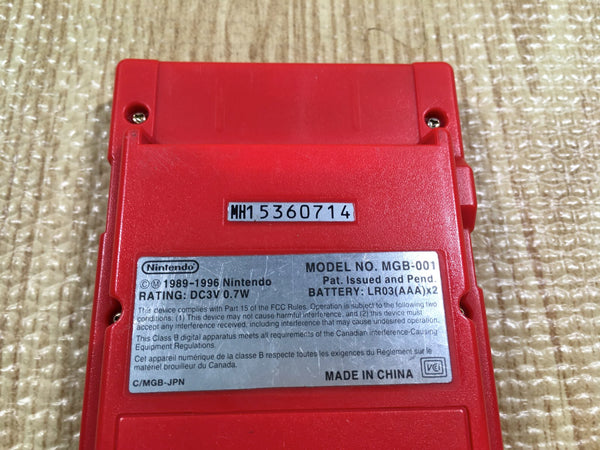 MH15360714
Nintendo
MODEL NO. MGB-001
©Ⓜ 1989-1996 Nintendo
Pat. Issued and Pend.
RATING: DC3V 0.7W
BATTERY: LR03(AAA)x2
This device complies with Part 15 of the FCC Rules. Operation is subject to the following two
conditions: (1) This device may not cause harmful interference, and (2) this device must
accept any interference received, including interference that may cause undesired operation.
This Class B digital apparatus meets all requirements of the Canadian Interference-Causing
Equipment Regulations.
Cet appareil numérique de la classe B respecte toutes les exigences du Règlement sur le
matériel brouilleur du Canada.
C/MGB-JPN
MADE IN CHINA
VCI